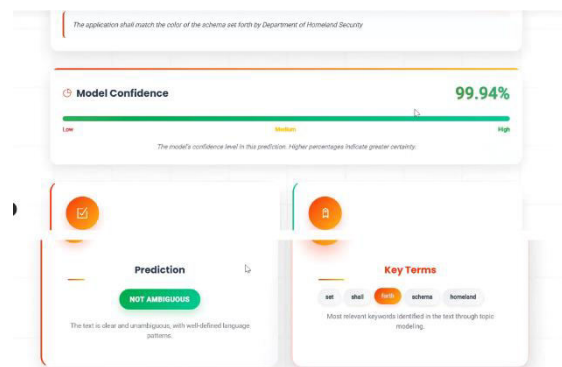 The application shall match the color of the schema set forth by Department of Homeland Security
Model Confidence
99.94%
Low
Medium
High
The model's confidence level in this prediction. Higher percentages indicate greater certainty.
Prediction
NOT AMBIGUOUS
The text is clear and unambiguous, with well-defined language
patterns.
Key Terms
set shall forth schema homeland
Most relevant keywords identified in the text through topic
modeling.